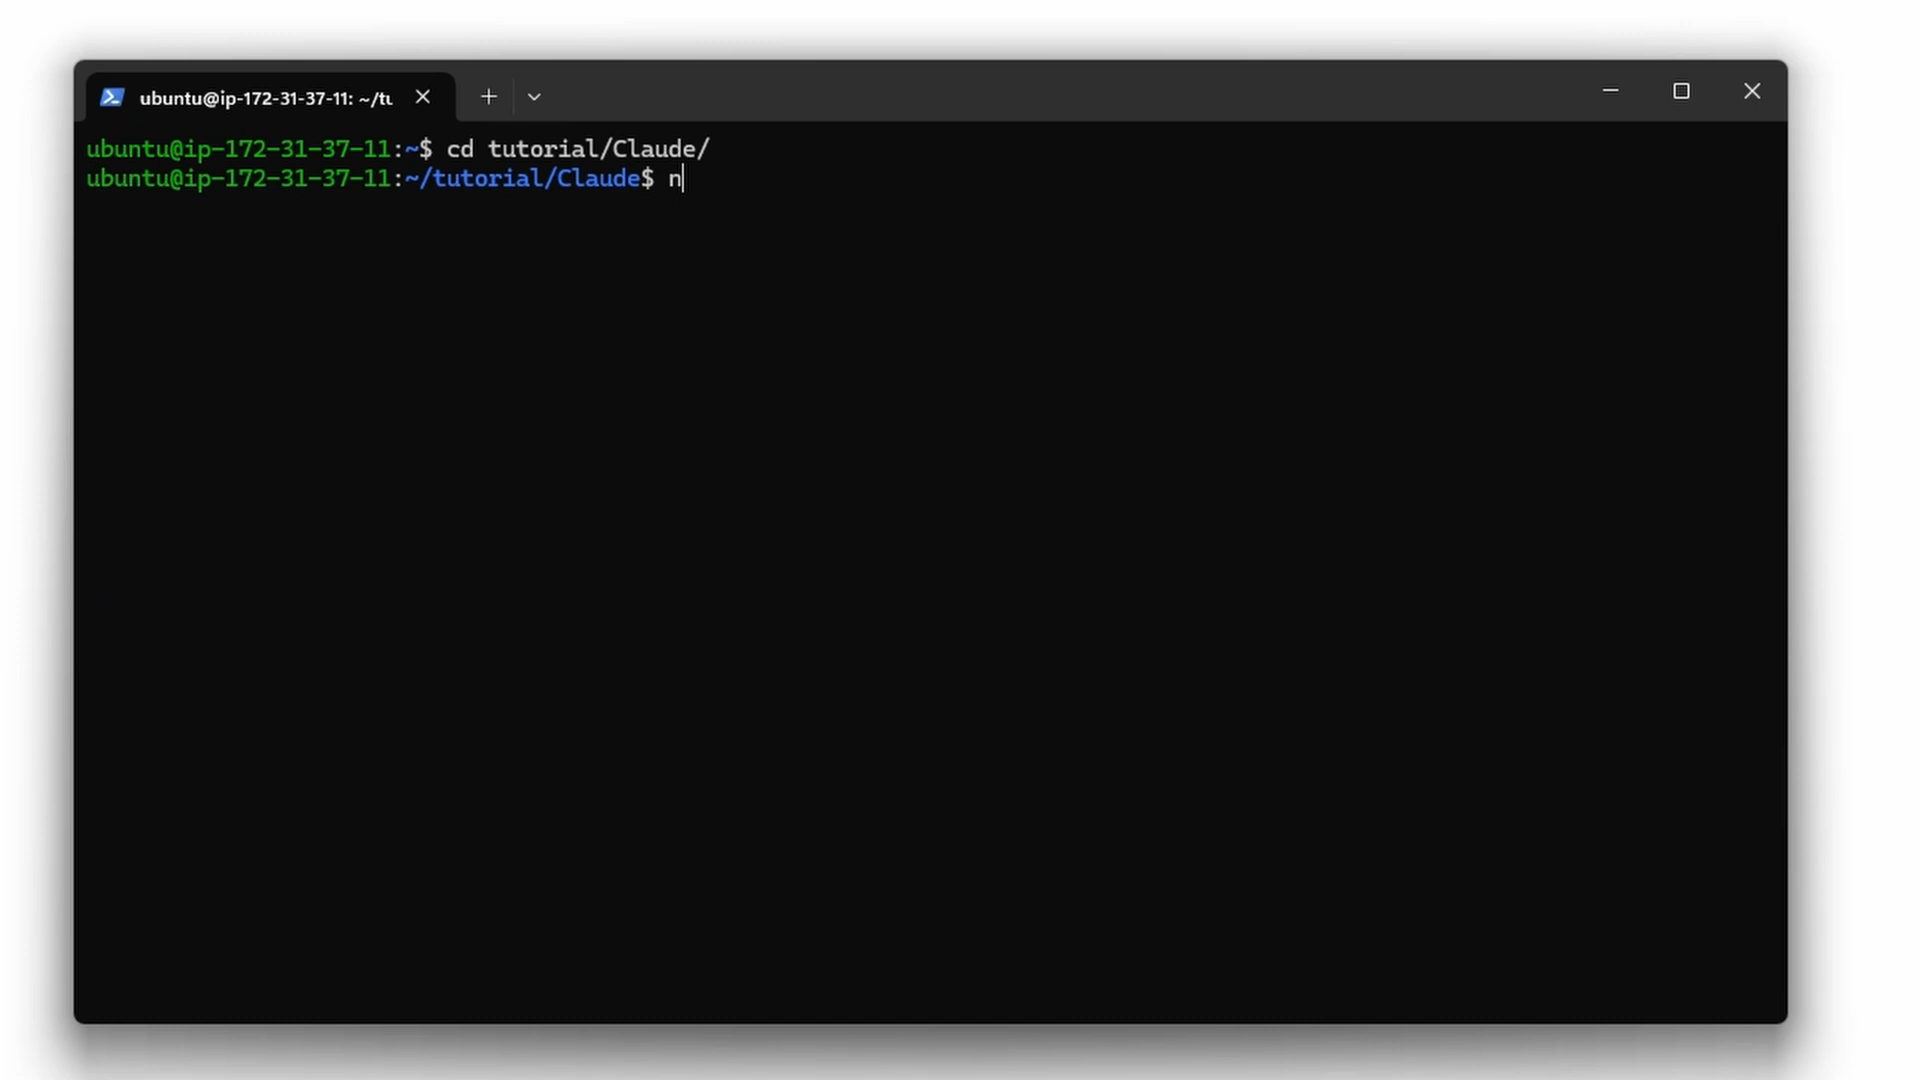 ubuntu@ip-172-31-37-11: ~/tu
ubuntu@ip-172-31-37-11:~$ cd tutorial/Claude/
ubuntu@ip-172-31-37-11:~/tutorial/Claude$ n